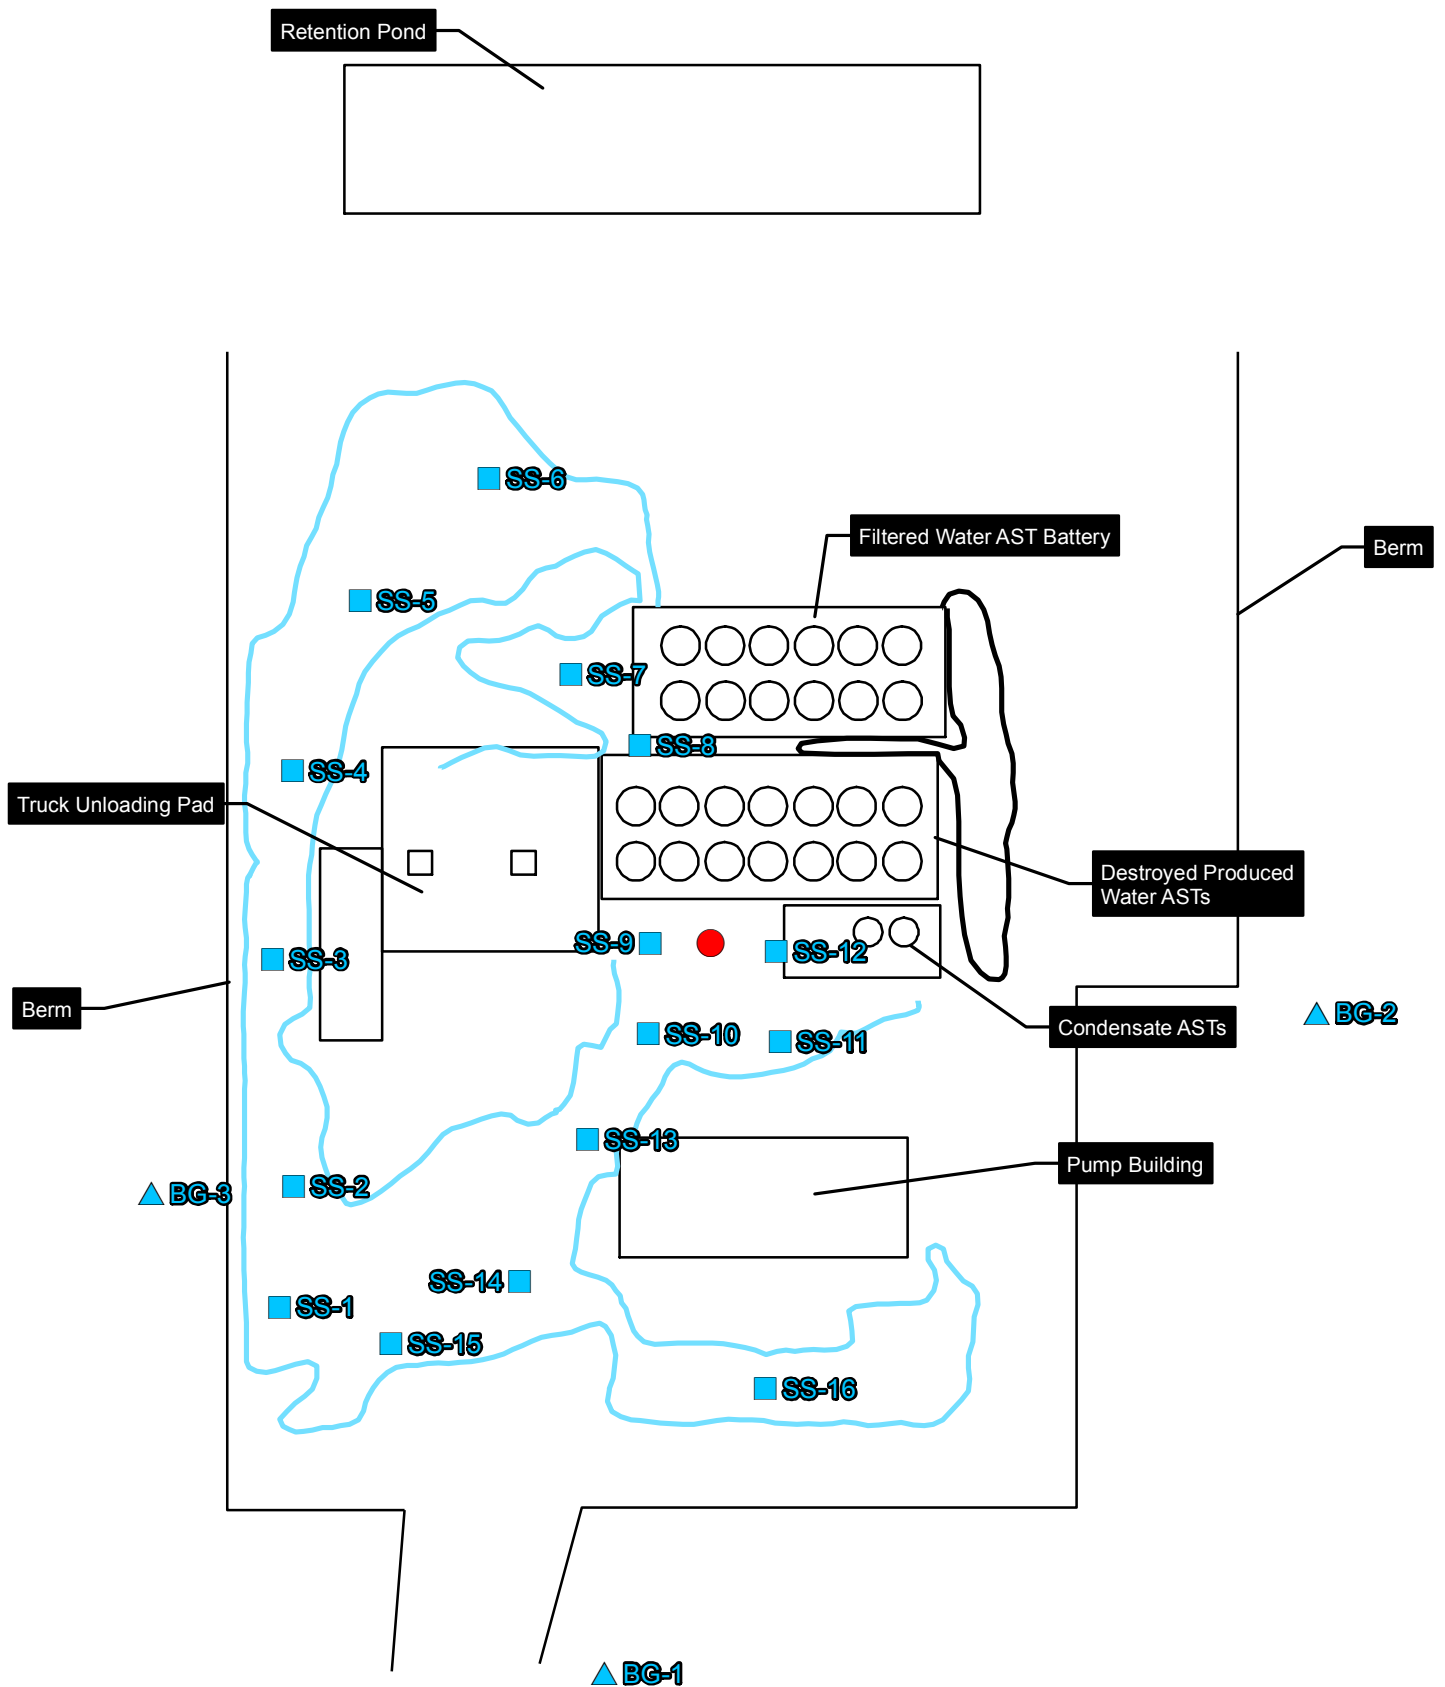 Retention Pond
SS-6
Filtered Water AST Battery
Berm
SS-5
SS-7
SS-8
SS-4
Truck Unloading Pad
Destroyed Produced
Water ASTs
SS-9
SS-12
SS-3
Berm
BG-2
Condensate ASTs
SS-10
SS-11
SS-13
Pump Building
SS-2
BG-3
SS-14
SS-1
SS-15
SS-16
BG-1